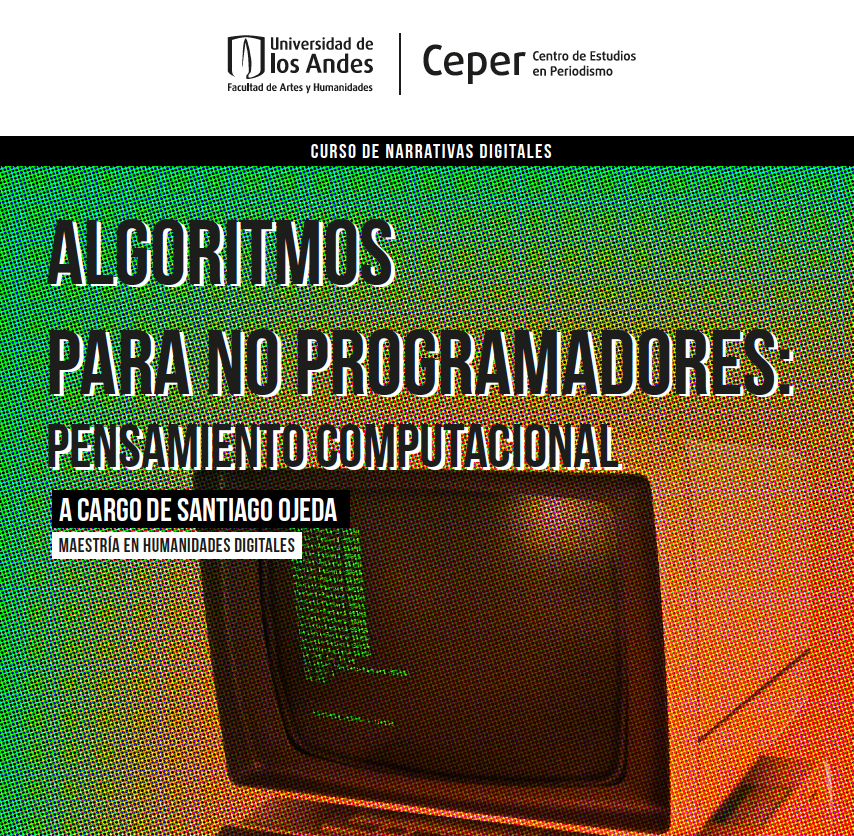 Universidad de
los Andes
Facultad de Artes y Humanidades
Ceper
Centro de Estudios
en Periodismo
CURSO DE NARRATIVAS DIGITALES
ALGORITMOS
PARA NO PROGRAMADORES:
PENSAMIENTO COMPUTACIONAL
A CARGO DE SANTIAGO OJEDA
MAESTRÍA EN HUMANIDADES DIGITALES